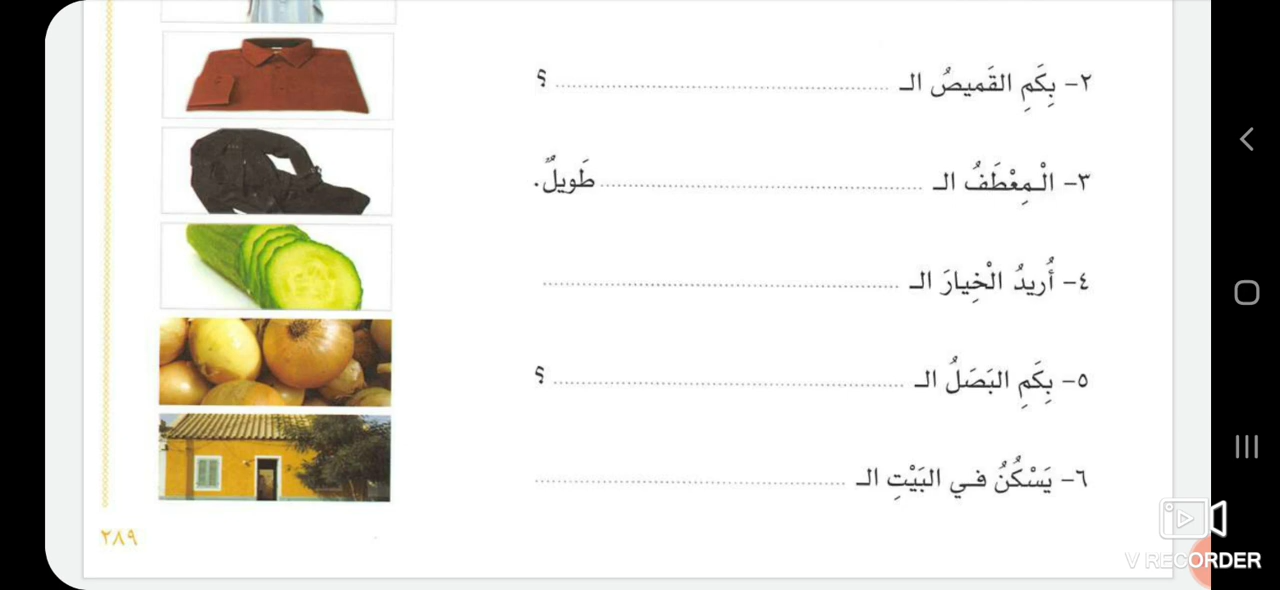 ٢- بِكَمِ القَميصُ الـ ........................ ؟
٣- الْـمِعْطَفُ الـ ........................ طَويلٌ.
٤- أُريدُ الْخِيارَ الـ ........................
٥- بِكَمِ البَصَلُ الـ ........................ ؟
٦- يَسْكُنُ فـي البَيْتِ الـ ........................
٢٨٩
V RECORDER